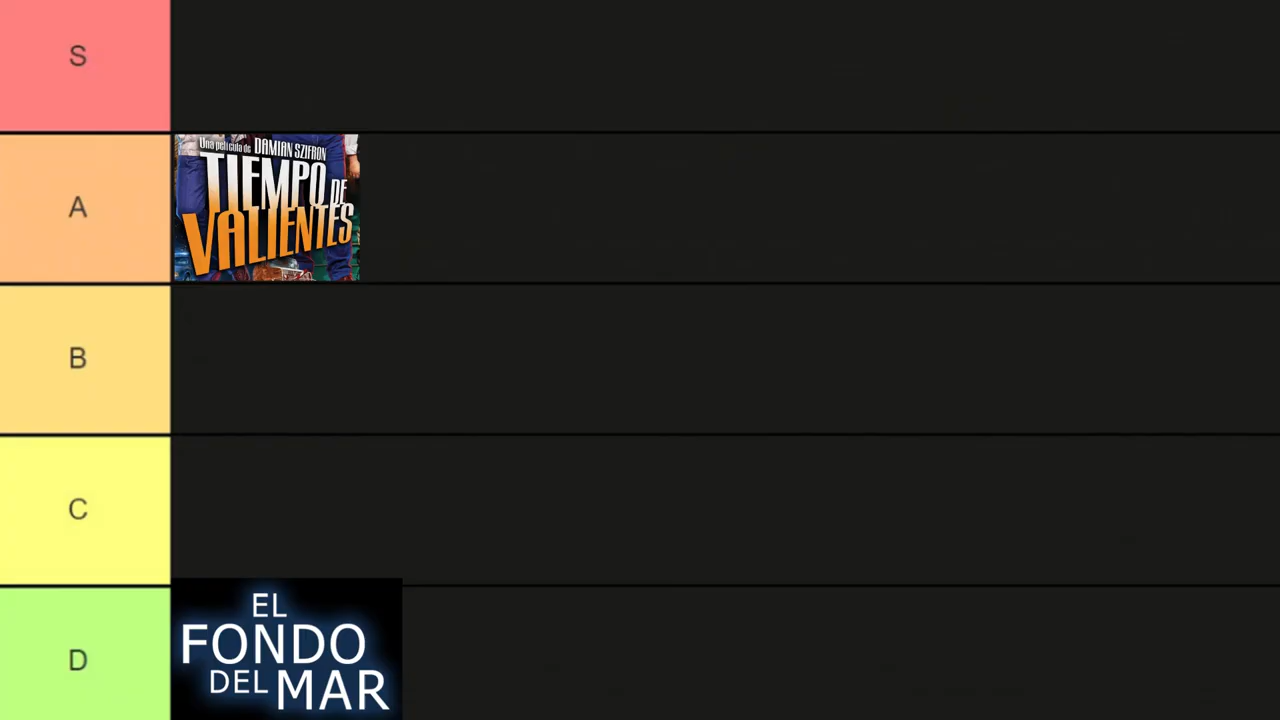 S
A
Una película de DAMIAN SZIFRON
TIEMPO DE
VALIENTES
B
C
D
EL
FONDO
DEL MAR